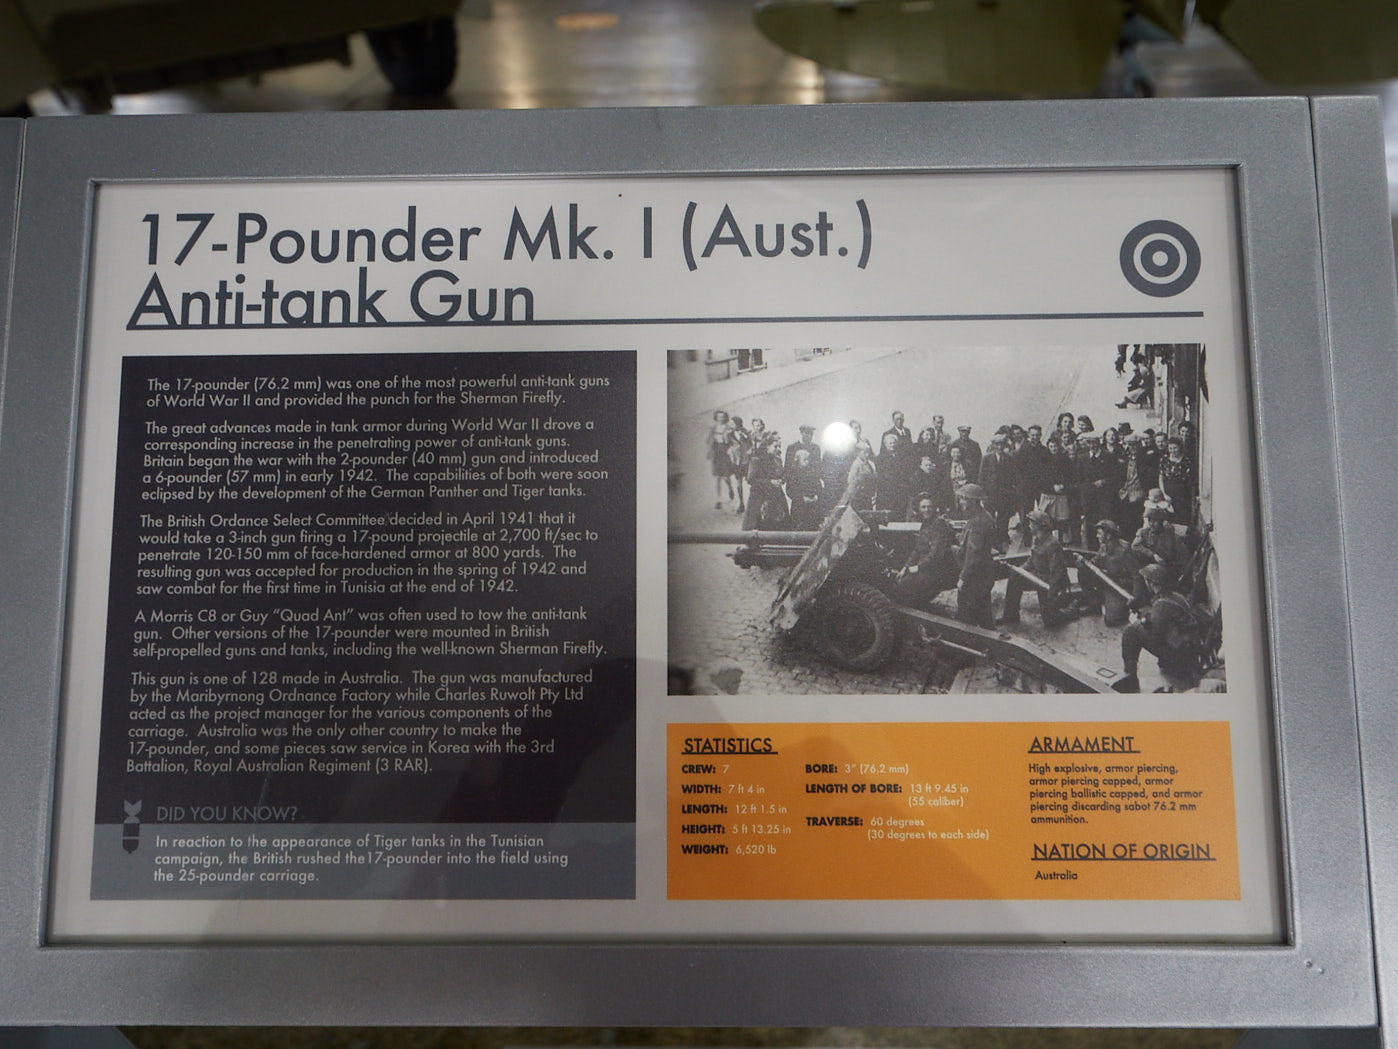 17-Pounder Mk. I (Aust.)
Anti-tank Gun
The 17-pounder (76.2 mm) was one of the most powerful anti-tank guns
of World War II and provided the punch for the Sherman Firefly.
The great advances made in tank armor during World War II drove a
corresponding increase in the penetrating power of anti-tank guns.
Britain began the war with the 2-pounder (40 mm) gun and introduced
a 6-pounder (57 mm) in early 1942. The capabilities of both were soon
eclipsed by the development of the German Panther and Tiger tanks.
The British Ordance Select Committee decided in April 1941 that it
would take a 3-inch gun firing a 17-pound projectile at 2,700 ft/sec to
penetrate 120-150 mm of face-hardened armor at 800 yards. The
resulting gun was accepted for production in the spring of 1942 and
saw combat for the first time in Tunisia at the end of 1942.
A Morris C8 or Guy "Quad Ant" was often used to tow the anti-tank
gun. Other versions of the 17-pounder were mounted in British
self-propelled guns and tanks, including the well-known Sherman Firefly.
This gun is one of 128 made in Australia. The gun was manufactured
by the Maribyrnong Ordnance Factory while Charles Ruwolt Pty Ltd
acted as the project manager for the various components of the
carriage. Australia was the only other country to make the
17-pounder, and some pieces saw service in Korea with the 3rd
Battalion, Royal Australian Regiment (3 RAR).
DID YOU KNOW?
In reaction to the appearance of Tiger tanks in the Tunisian
campaign, the British rushed the17-pounder into the field using
the 25-pounder carriage.
STATISTICS
CREW: 7
WIDTH: 7 ft 4 in
LENGTH: 12 ft 1.5 in
HEIGHT: 5 ft 13.25 in
WEIGHT: 6,520 lb
BORE: 3" (76.2 mm)
LENGTH OF BORE: 13 ft 9.45 in
(55 caliber)
TRAVERSE: 60 degrees
(30 degrees to each side)
ARMAMENT
High explosive, armor piercing,
armor piercing capped, armor
piercing ballistic capped, and armor
piercing discarding sabot 76.2 mm
ammunition.
NATION OF ORIGIN
Australia